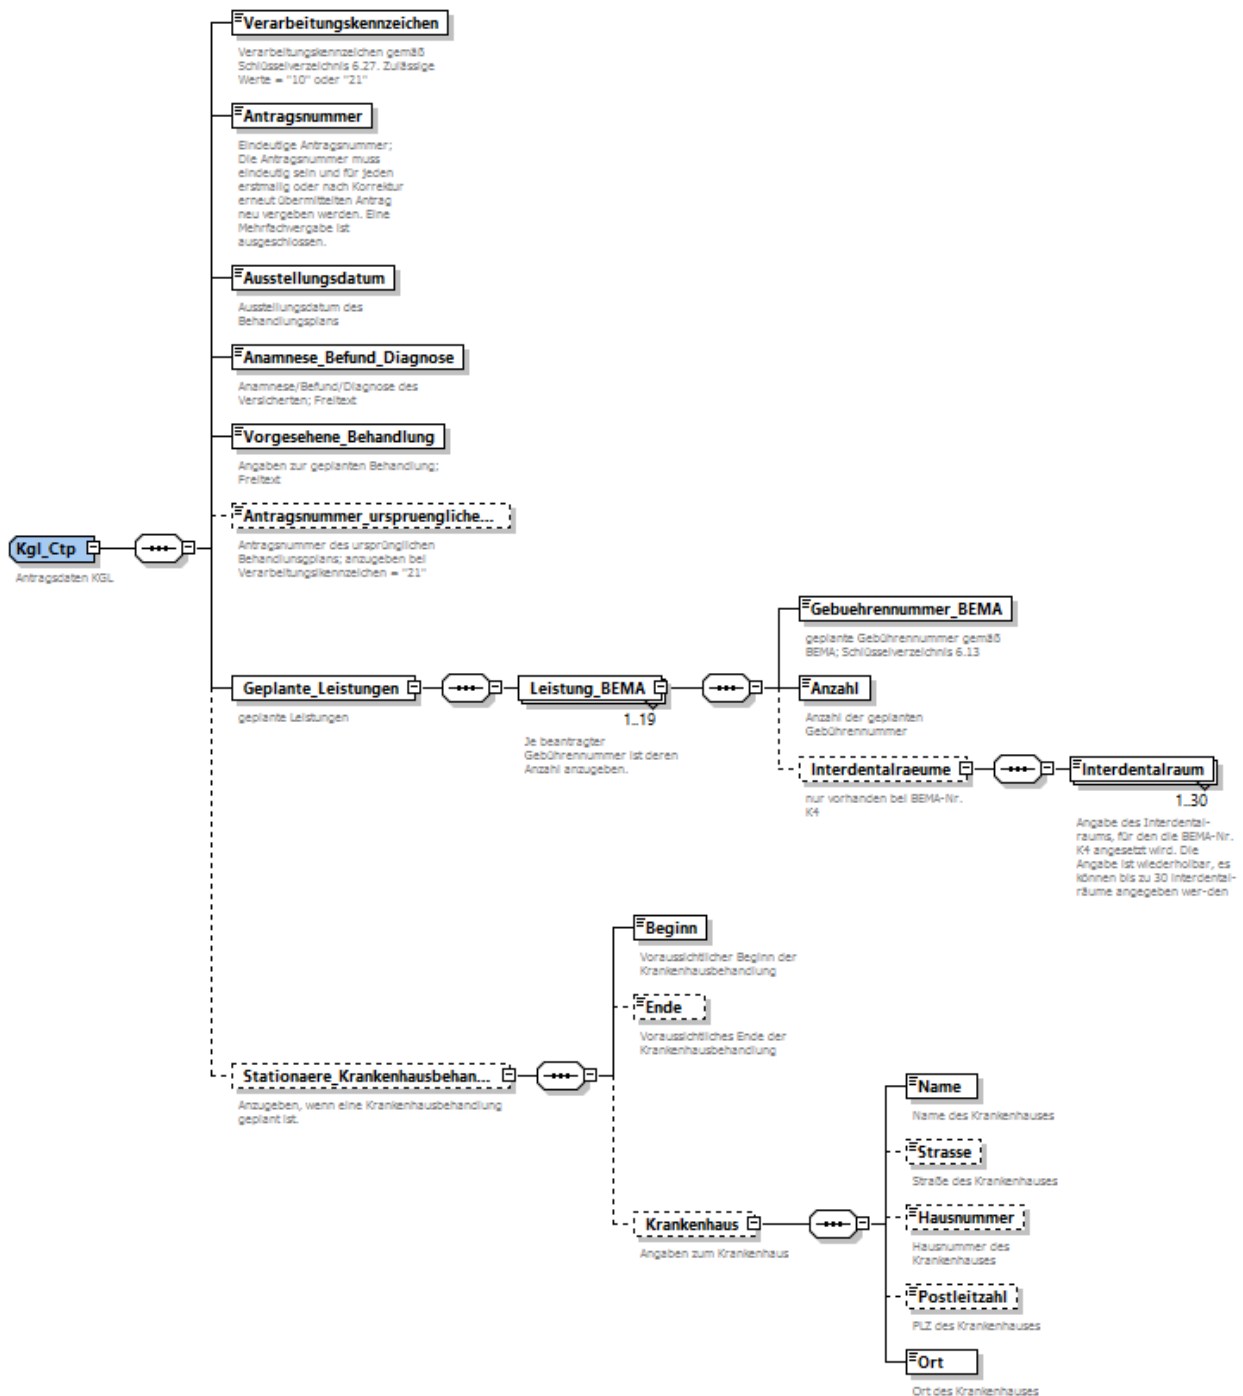 Verarbeitungskennzeichen
Verarbeitungskennzeichen gemäß
Schlüsselverzeichnis 6.27. Zulässige
Werte = "10" oder "21"
Antragsnummer
Eindeutige Antragsnummer;
Die Antragsnummer muss
eindeutig sein und für jeden
erstmalig oder nach Korrektur
erneut übermittelten Antrag
neu vergeben werden. Eine
Mehrfachvergabe ist
ausgeschlossen.
Ausstellungsdatum
Ausstellungsdatum des
Behandlungsplans
Anamnese_Befund_Diagnose
Anamnese/Befund/Diagnose des
Versicherten; Freitext
Vorgesehene_Behandlung
Angaben zur geplanten Behandlung;
Freitext
Antragsnummer_urspruengliche...
Antragsnummer des ursprünglichen
Behandlunsgplans; anzugeben bei
Verarbeitungsikennzeichen = "21"
Kgl_Ctp
Antragsdaten KGL
Geplante_Leistungen
geplante Leistungen
Leistung_BEMA
1..19
Je beantragter
Gebührennummer ist deren
Anzahl anzugeben.
Gebuehrennummer_BEMA
geplante Gebührennummer gemäß
BEMA; Schlüsselverzeichnis 6.13
Anzahl
Anzahl der geplanten
Gebührennummer
Interdentalraeume
nur vorhanden bei BEMA-Nr.
K4
Interdentalraum
1..30
Angabe des Interdental-
raums, für den die BEMA-Nr.
K4 angesetzt wird. Die
Angabe ist wiederholbar, es
können bis zu 30 Interdental-
räume angegeben wer-den
Stationaere_Krankenhausbehan...
Anzugeben, wenn eine Krankenhausbehandlung
geplant ist.
Beginn
Voraussichtlicher Beginn der
Krankenhausbehandlung
Ende
Voraussichtliches Ende der
Krankenhausbehandlung
Krankenhaus
Angaben zum Krankenhaus
Name
Name des Krankenhauses
Strasse
Straße des Krankenhauses
Hausnummer
Hausnummer des
Krankenhauses
Postleitzahl
PLZ des Krankenhauses
Ort
Ort des Krankenhauses